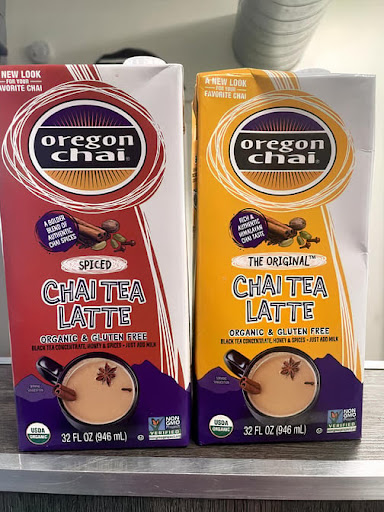 A NEW LOOK
FOR YOUR
FAVORITE CHAI
oregon
chai®
A BOLDER
BLEND OF
AUTHENTIC
CHAI SPICES
SPICED
CHAI TEA
LATTE
ORGANIC & GLUTEN FREE
BLACK TEA CONCENTRATE, HONEY & SPICES • JUST ADD MILK
SERVING
SUGGESTION
USDA
ORGANIC
NON
GMO
VERIFIED
32 FL OZ (946 mL)
A NEW LOOK
FOR YOUR
FAVORITE CHAI
oregon
chai®
RICH &
AUTHENTIC
HIMALAYAN
CHAI TASTE
THE ORIGINAL™
CHAI TEA
LATTE
ORGANIC & GLUTEN FREE
BLACK TEA CONCENTRATE, HONEY & SPICES • JUST ADD MILK
SERVING
SUGGESTION
USDA
ORGANIC
NON
GMO
VERIFIED
32 FL OZ (946 mL)